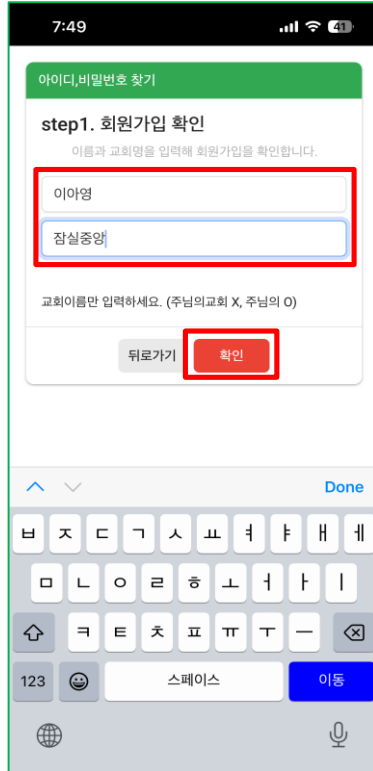 7:49
41
아이디,비밀번호 찾기
step1. 회원가입 확인
이름과 교회명을 입력해 회원가입을 확인합니다.
이아영
잠실중앙
교회이름만 입력하세요. (주님의교회 X, 주님의 O)
뒤로가기 확인
Done
ㅂ ㅈ ㄷ ㄱ ㅅ ㅛ ㅕ ㅑ ㅐ ㅔ
ㅁ ㄴ ㅇ ㄹ ㅎ ㅗ ㅓ ㅏ ㅣ
ㅋ ㅌ ㅊ ㅍ ㅠ ㅜ ㅡ
123 스페이스 이동